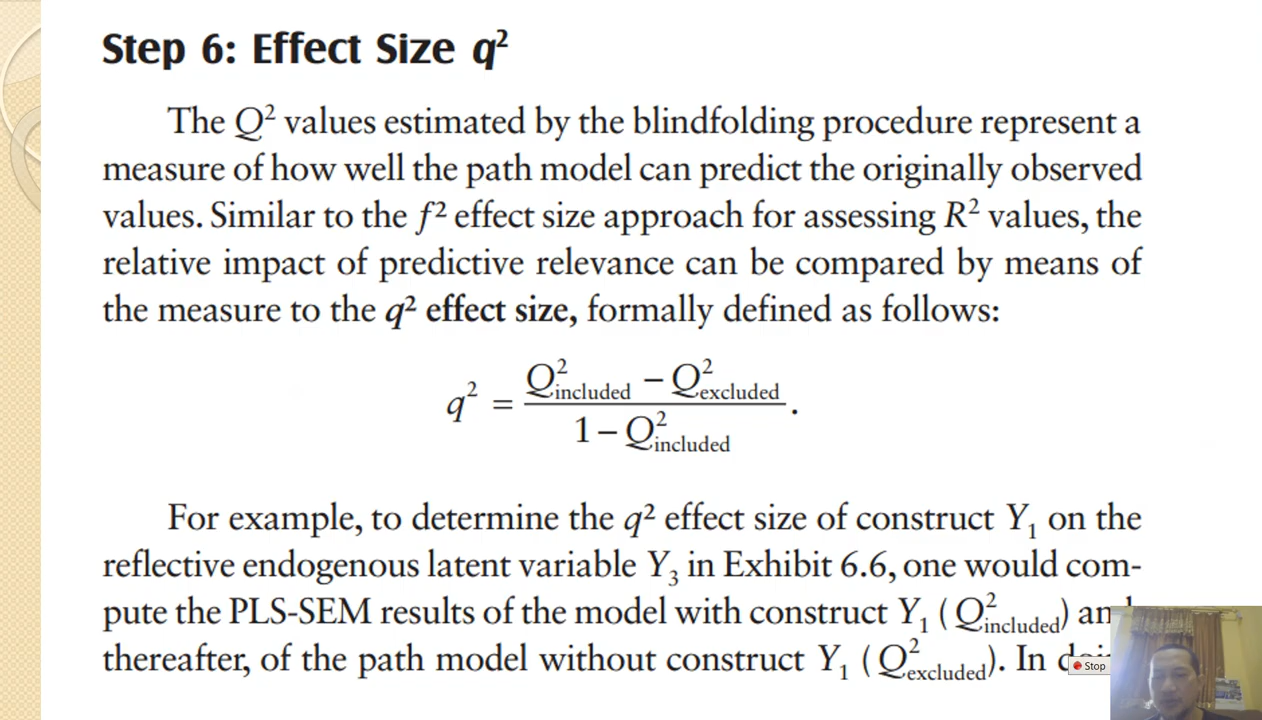 Step 6: Effect Size q²
The Q² values estimated by the blindfolding procedure represent a
measure of how well the path model can predict the originally observed
values. Similar to the f² effect size approach for assessing R² values, the
relative impact of predictive relevance can be compared by means of
the measure to the q² effect size, formally defined as follows:
q² = (Q²included − Q²excluded) / (1 − Q²included).
For example, to determine the q² effect size of construct Y₁ on the
reflective endogenous latent variable Y₃ in Exhibit 6.6, one would com-
pute the PLS-SEM results of the model with construct Y₁ (Q²included)
thereafter, of the path model without construct Y₁ (Q²excluded). In
Stop